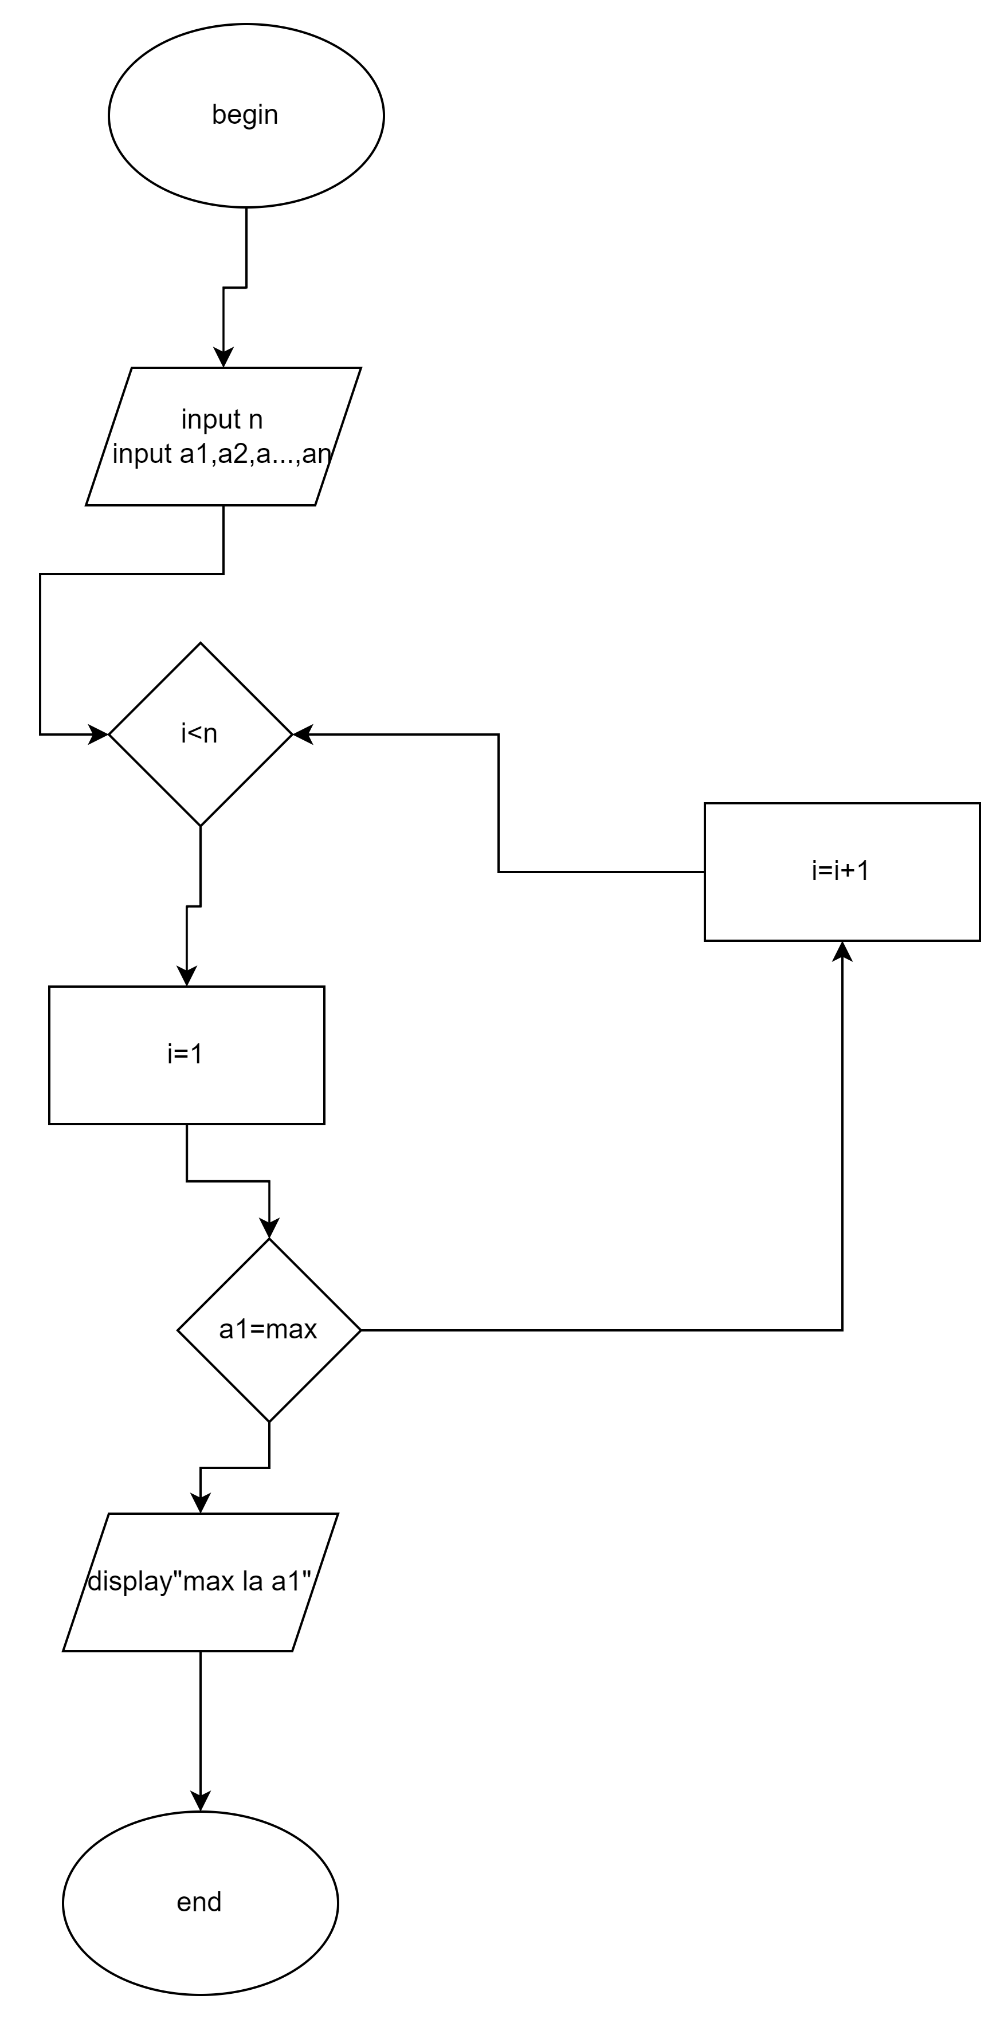 begin
input n
input a1,a2,a...,an
i<n
i=i+1
i=1
a1=max
display"max la a1"
end